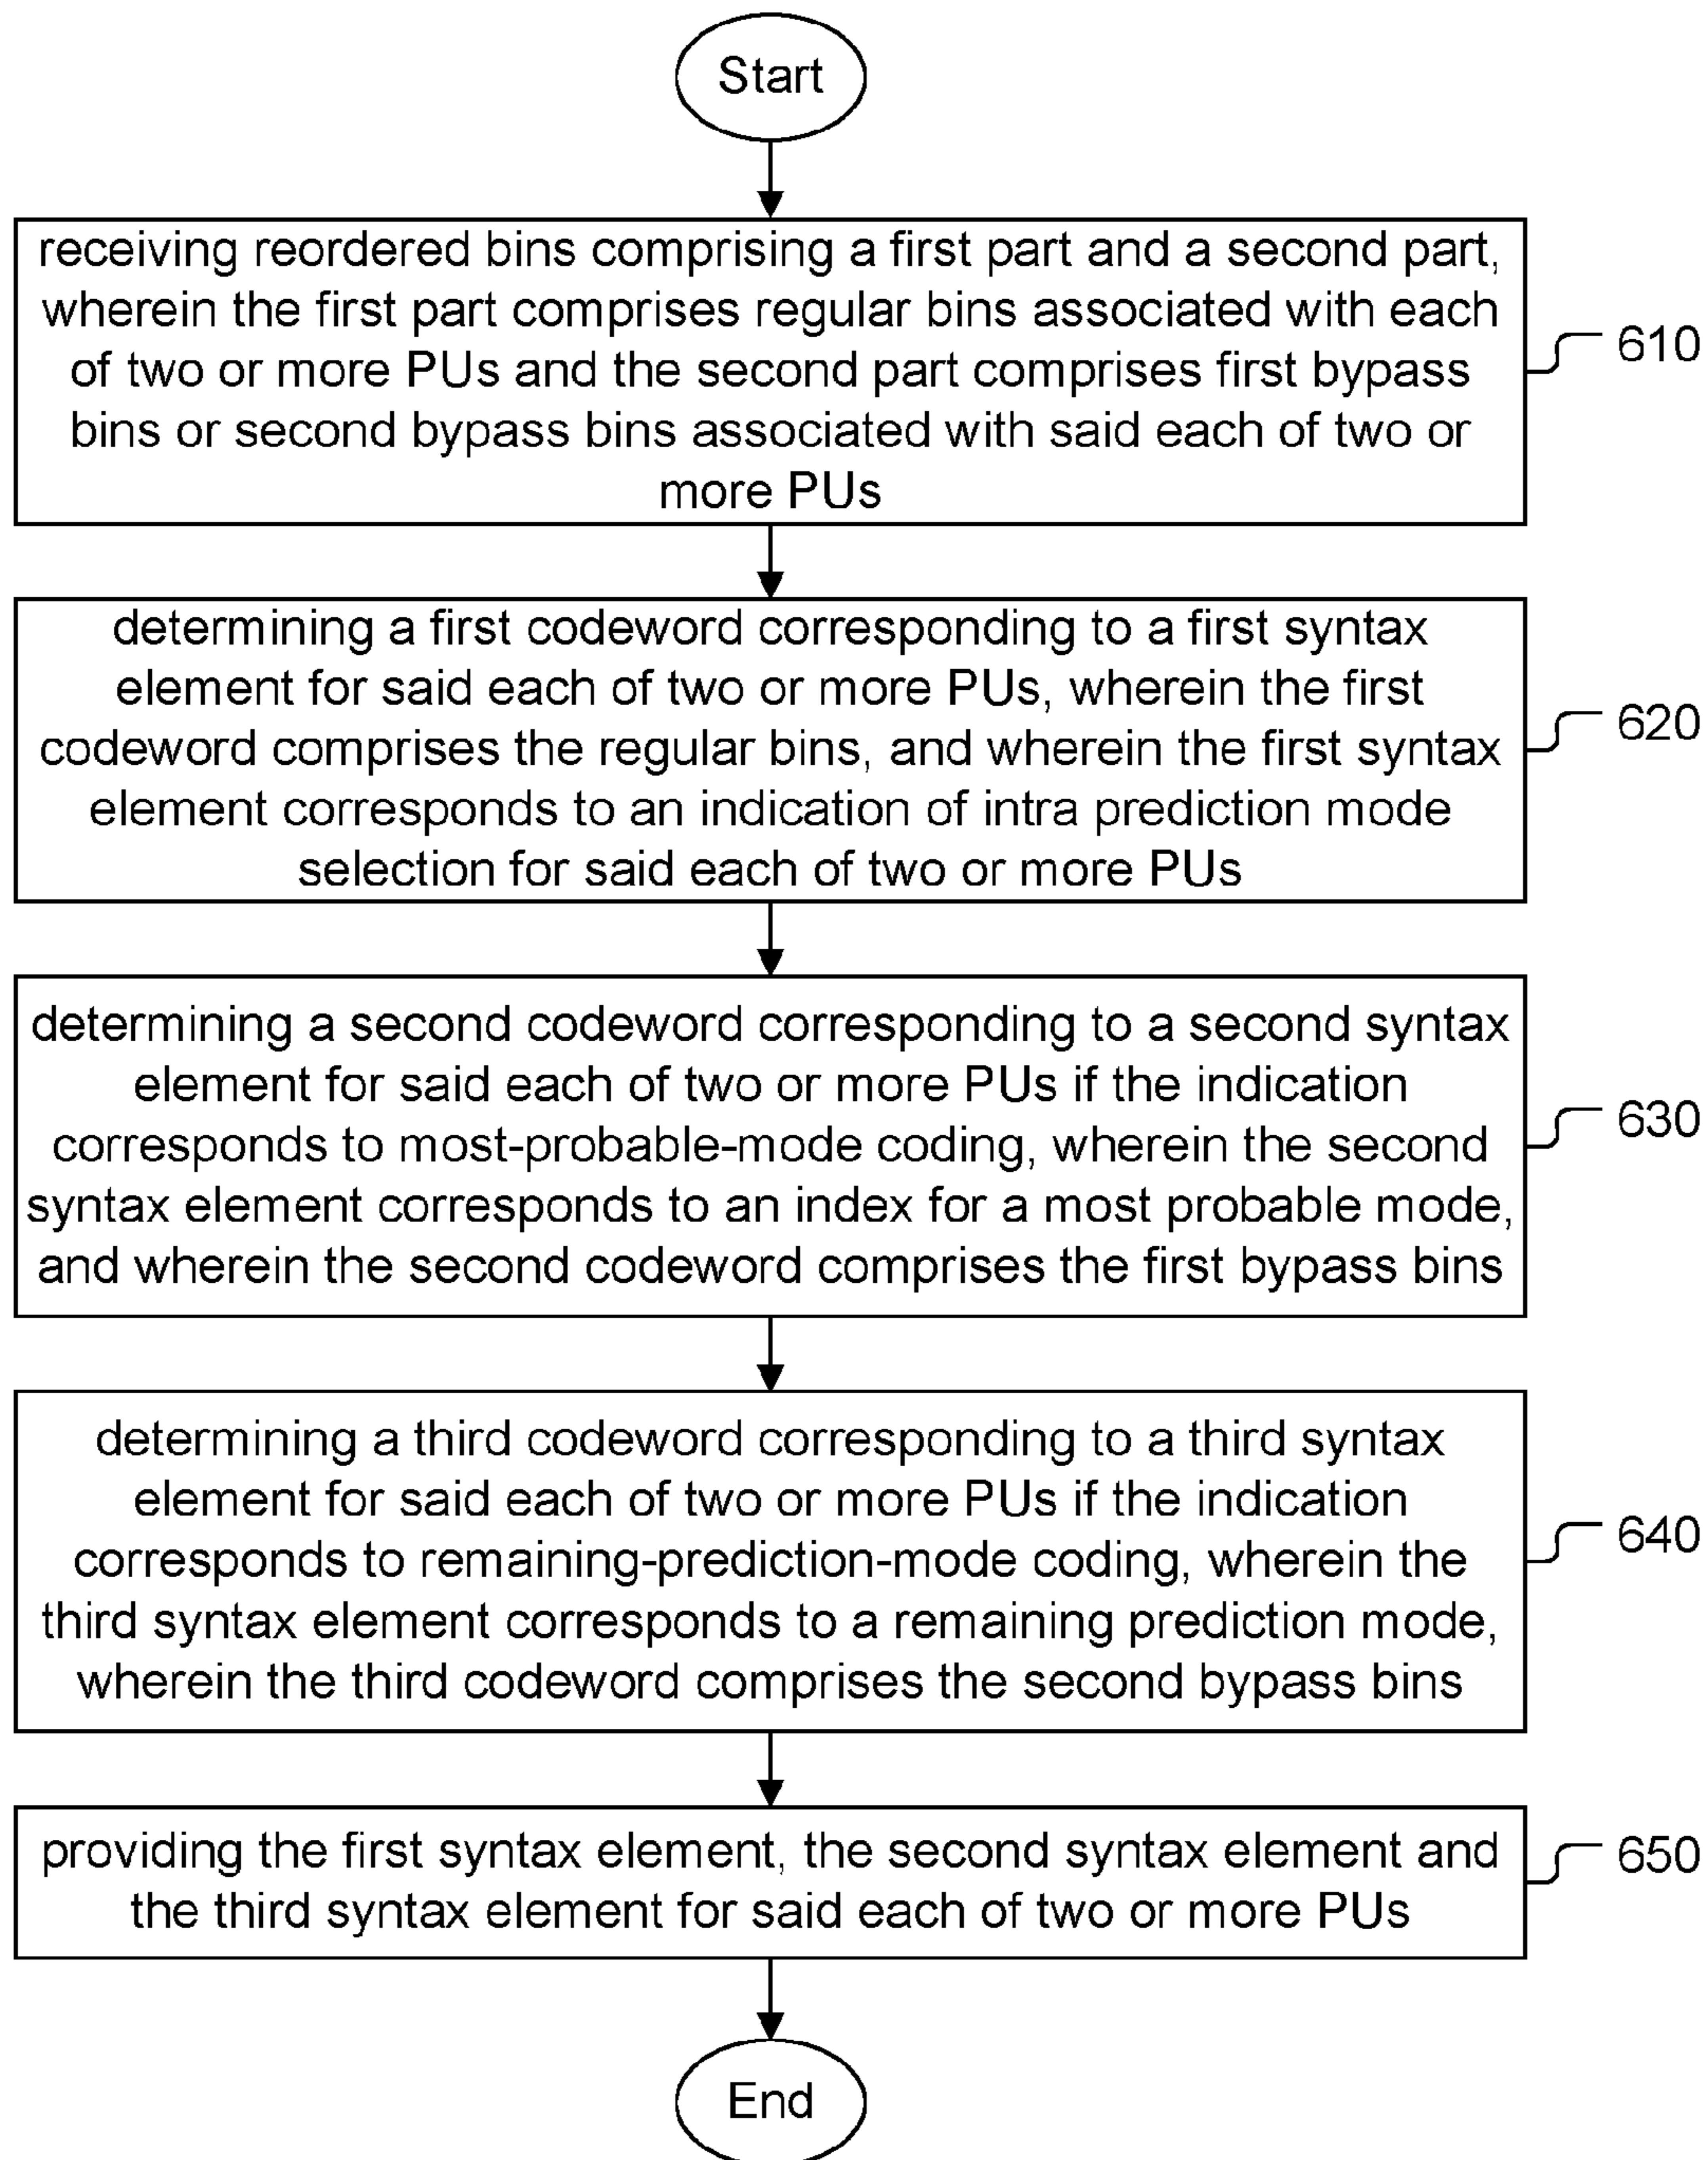 Start
receiving reordered bins comprising a first part and a second part,
wherein the first part comprises regular bins associated with each
of two or more PUs and the second part comprises first bypass
bins or second bypass bins associated with said each of two or
more PUs
610
determining a first codeword corresponding to a first syntax
element for said each of two or more PUs, wherein the first
codeword comprises the regular bins, and wherein the first syntax
element corresponds to an indication of intra prediction mode
selection for said each of two or more PUs
620
determining a second codeword corresponding to a second syntax
element for said each of two or more PUs if the indication
corresponds to most-probable-mode coding, wherein the second
syntax element corresponds to an index for a most probable mode,
and wherein the second codeword comprises the first bypass bins
630
determining a third codeword corresponding to a third syntax
element for said each of two or more PUs if the indication
corresponds to remaining-prediction-mode coding, wherein the
third syntax element corresponds to a remaining prediction mode,
wherein the third codeword comprises the second bypass bins
640
providing the first syntax element, the second syntax element and
the third syntax element for said each of two or more PUs
650
End